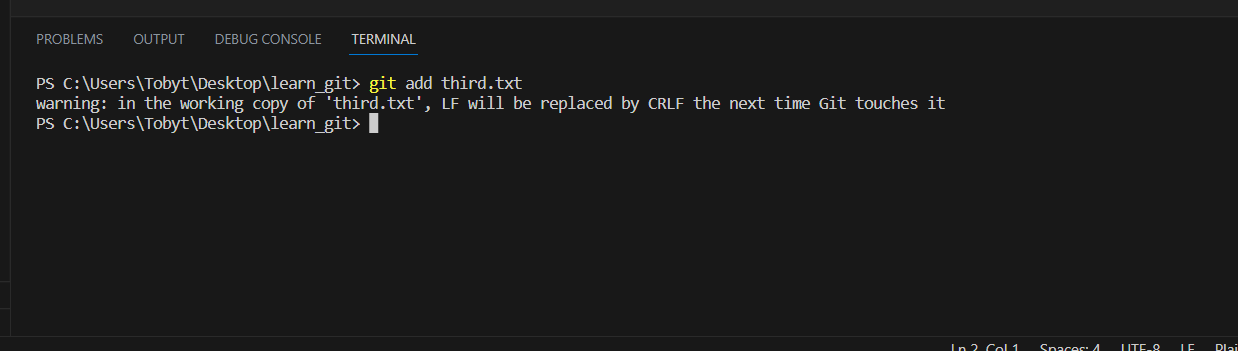 PROBLEMS OUTPUT DEBUG CONSOLE TERMINAL
PS C:\Users\Tobyt\Desktop\learn_git> git add third.txt
warning: in the working copy of 'third.txt', LF will be replaced by CRLF the next time Git touches it
PS C:\Users\Tobyt\Desktop\learn_git>
Ln 2, Col 1 Spaces: 4 UTF-8 LF Plai